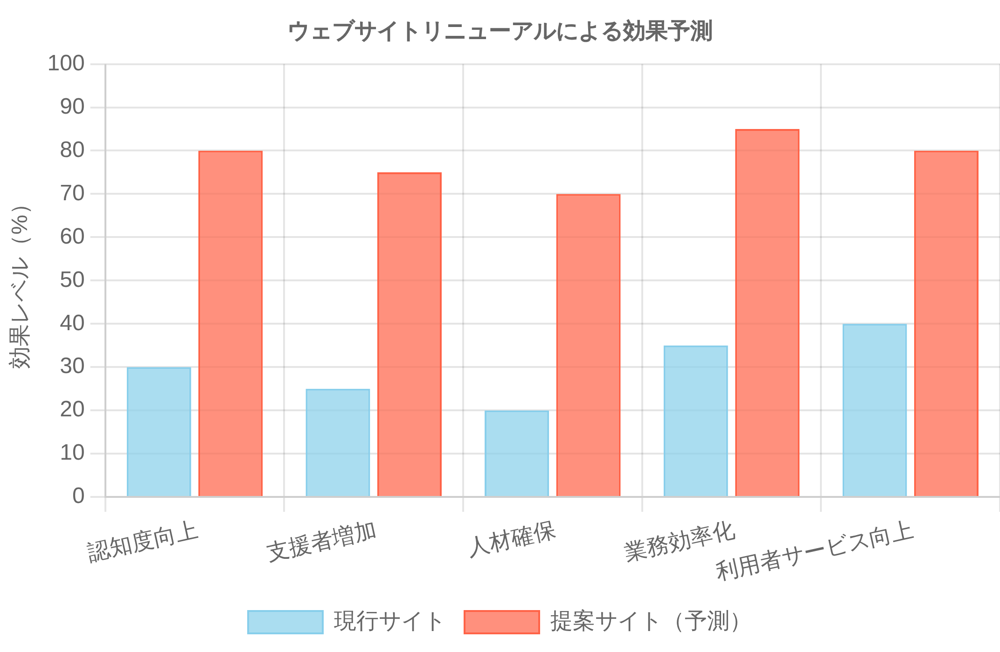 ウェブサイトリニューアルによる効果予測
効果レベル（%）
100
90
80
70
60
50
40
30
20
10
0
認知度向上
支援者増加
人材確保
業務効率化
利用者サービス向上
現行サイト
提案サイト（予測）